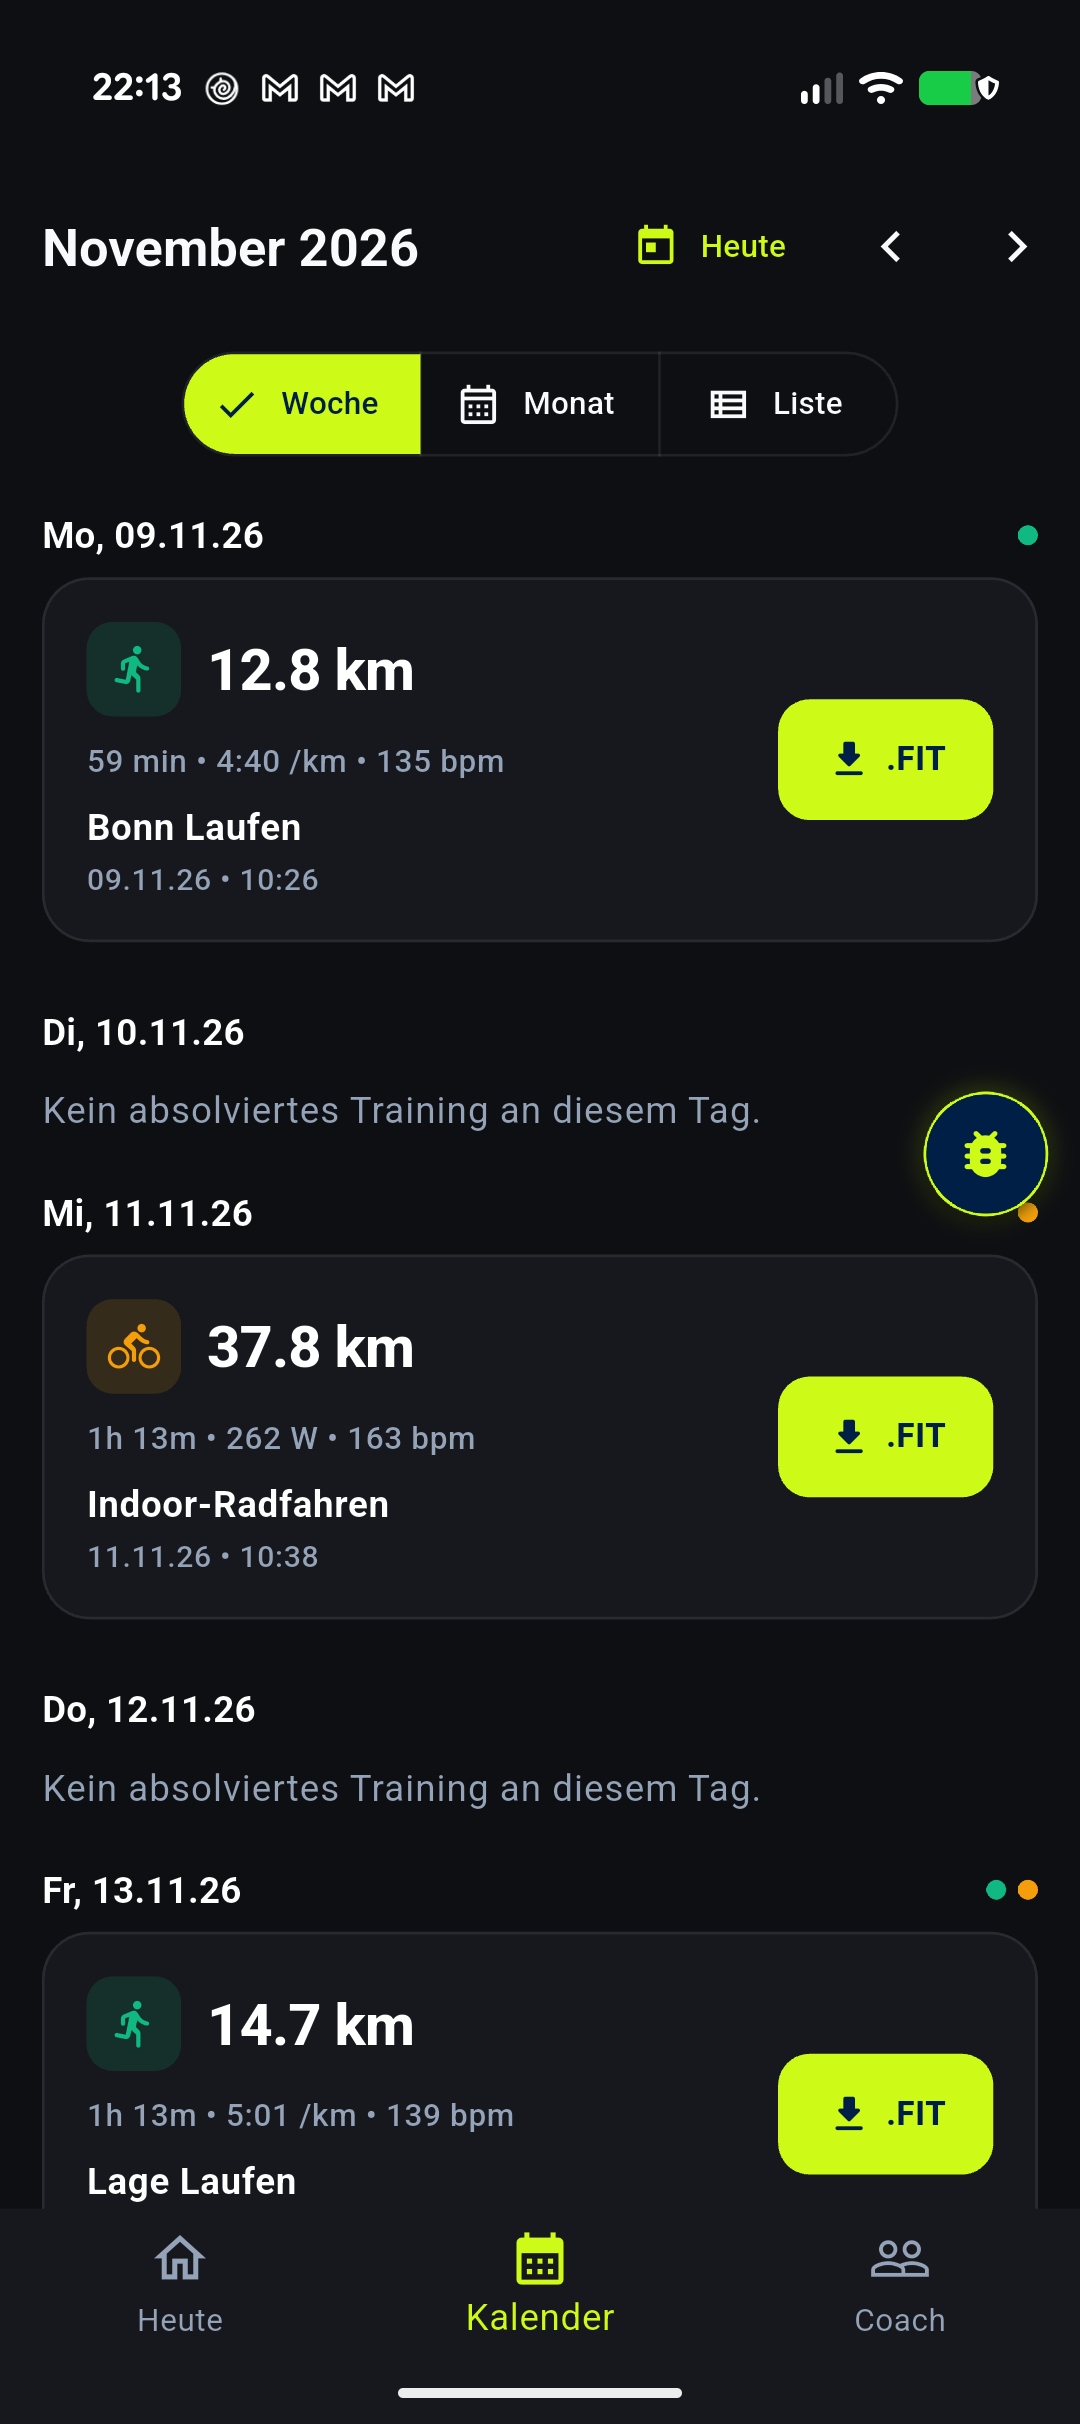 22:13
November 2026 Heute
Woche Monat Liste
Mo, 09.11.26
12.8 km
59 min • 4:40 /km • 135 bpm
.FIT
Bonn Laufen
09.11.26 • 10:26
Di, 10.11.26
Kein absolviertes Training an diesem Tag.
Mi, 11.11.26
37.8 km
1h 13m • 262 W • 163 bpm
.FIT
Indoor-Radfahren
11.11.26 • 10:38
Do, 12.11.26
Kein absolviertes Training an diesem Tag.
Fr, 13.11.26
14.7 km
1h 13m • 5:01 /km • 139 bpm
.FIT
Lage Laufen
Heute Kalender Coach